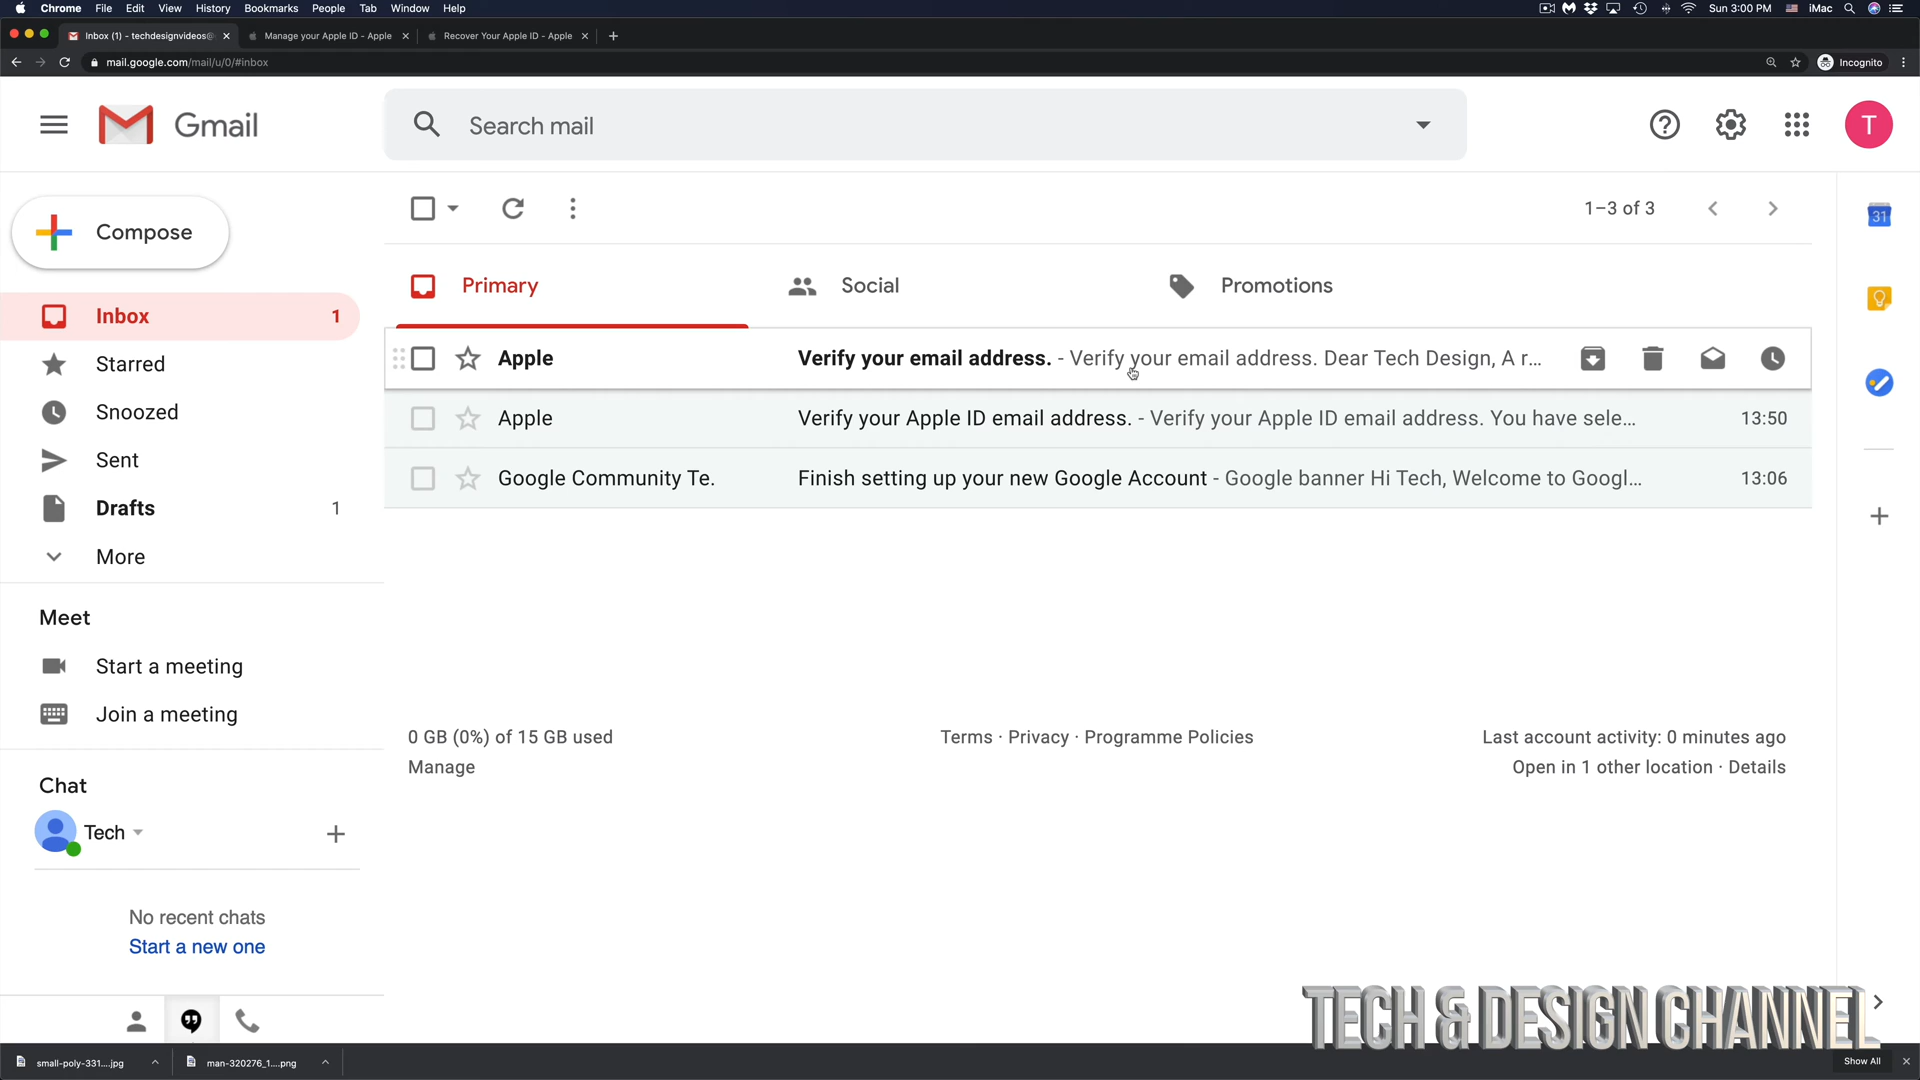 Chrome File Edit View History Bookmarks People Tab Window Help Sun 3:00 PM iMac
Inbox (1) - techdesignvideos@ Manage your Apple ID - Apple Recover Your Apple ID - Apple
mail.google.com/mail/u/0/#inbox Incognito
Gmail Search mail T
Compose 1–3 of 3
31
Primary Social Promotions
Inbox 1
Starred
Snoozed
Sent
Drafts 1
More
Apple Verify your email address. - Verify your email address. Dear Tech Design, A r...
Apple Verify your Apple ID email address. - Verify your Apple ID email address. You have sele... 13:50
Google Community Te. Finish setting up your new Google Account - Google banner Hi Tech, Welcome to Googl... 13:06
Meet
Start a meeting
Join a meeting
0 GB (0%) of 15 GB used Terms · Privacy · Programme Policies Last account activity: 0 minutes ago
Manage Open in 1 other location · Details
Chat
Tech
No recent chats
Start a new one
TECH & DESIGN CHANNEL
small-poly-331....jpg man-320276_1....png Show All